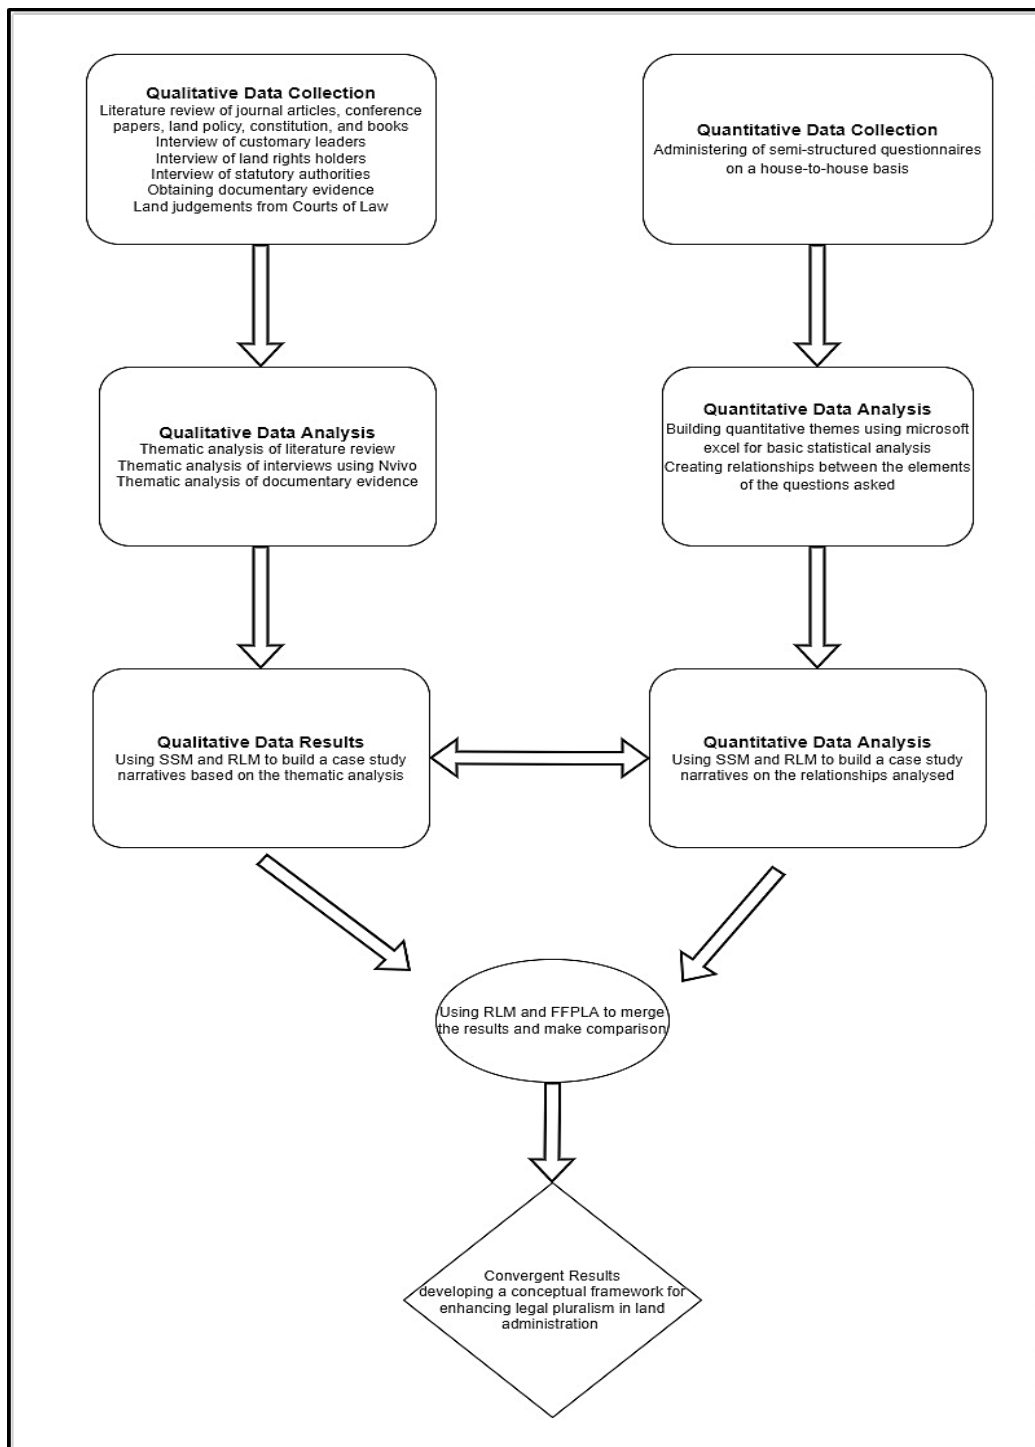 Qualitative Data Collection
Literature review of journal articles, conference
papers, land policy, constitution, and books
Interview of customary leaders
Interview of land rights holders
Interview of statutory authorities
Obtaining documentary evidence
Land judgements from Courts of Law
Quantitative Data Collection
Administering of semi-structured questionnaires
on a house-to-house basis
Qualitative Data Analysis
Thematic analysis of literature review
Thematic analysis of interviews using Nvivo
Thematic analysis of documentary evidence
Quantitative Data Analysis
Building quantitative themes using microsoft
excel for basic statistical analysis
Creating relationships between the elements
of the questions asked
Qualitative Data Results
Using SSM and RLM to build a case study
narratives based on the thematic analysis
Quantitative Data Analysis
Using SSM and RLM to build a case study
narratives on the relationships analysed
Using RLM and FFPLA to merge
the results and make comparison
Convergent Results
developing a conceptual framework for
enhancing legal pluralism in land
administration